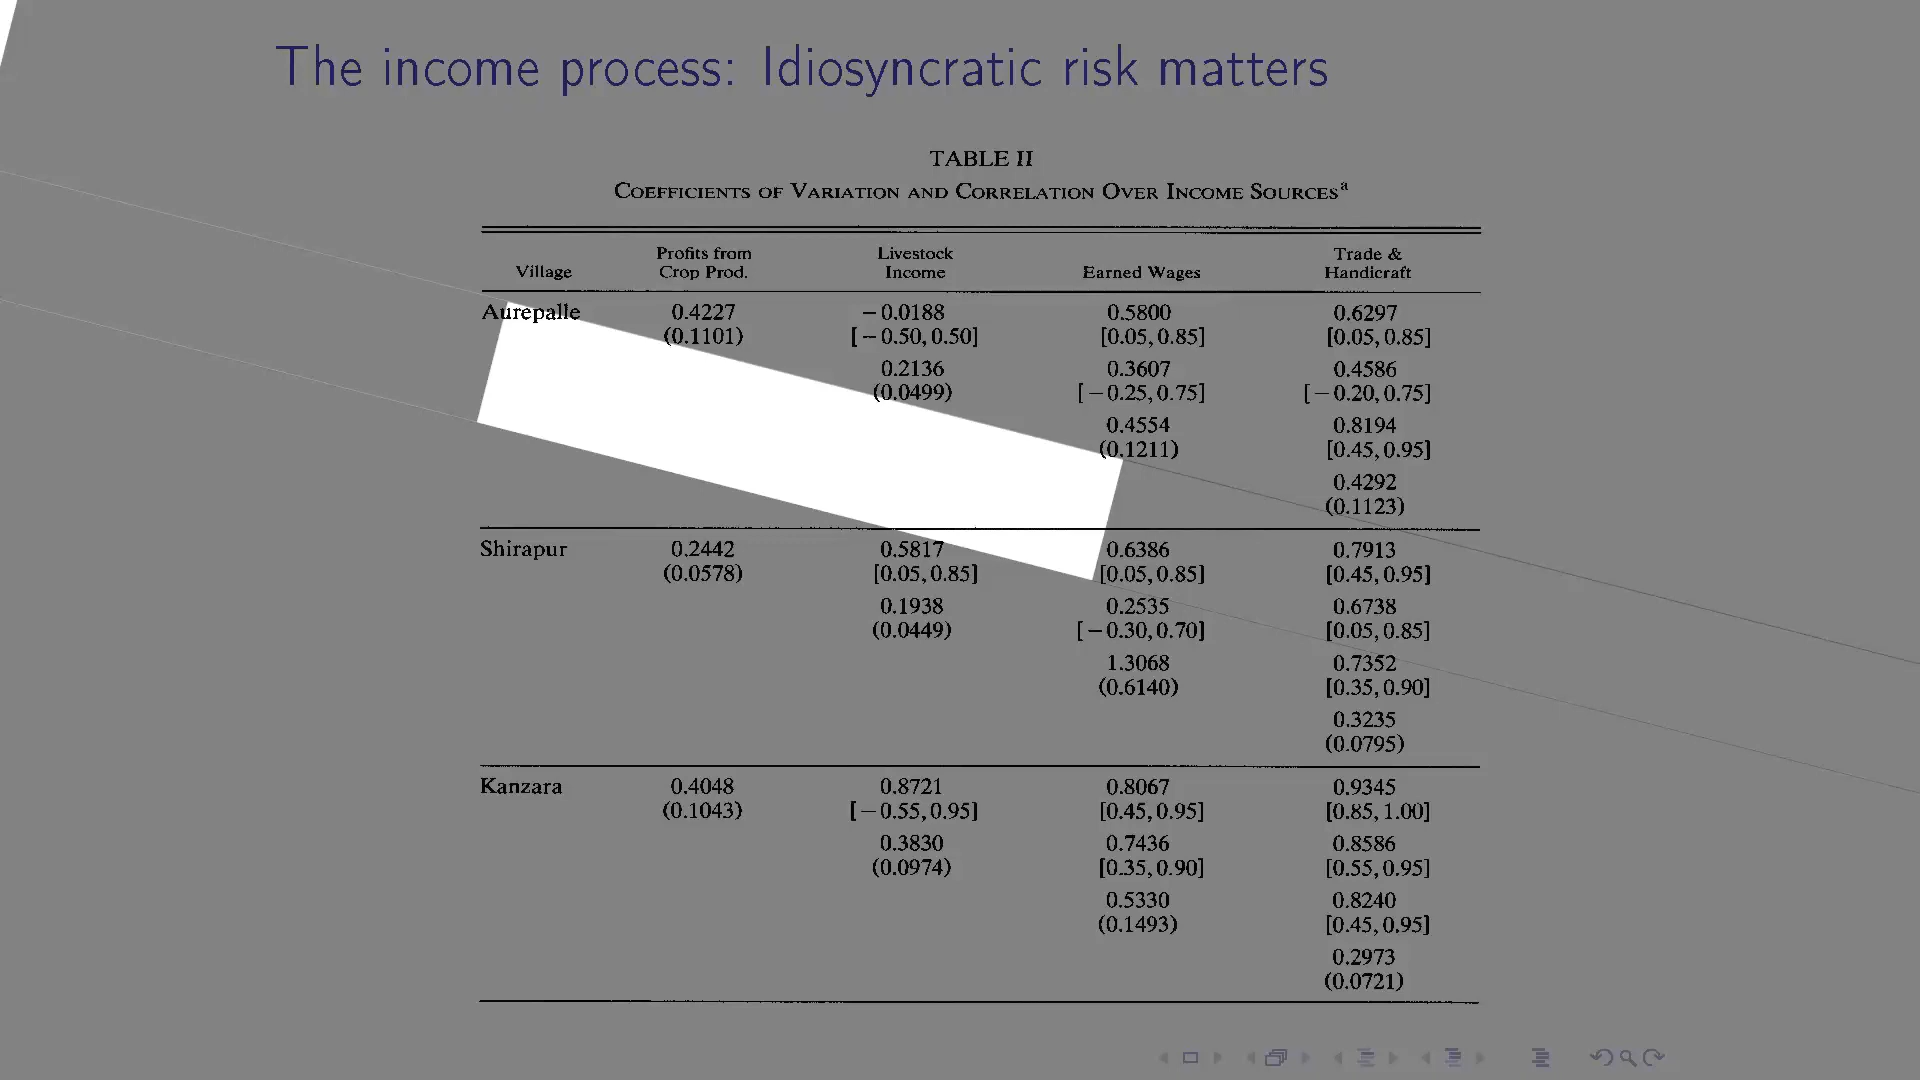 The income process: Idiosyncratic risk matters
TABLE II
COEFFICIENTS OF VARIATION AND CORRELATION OVER INCOME SOURCESᵃ
Village Profits from Crop Prod. Livestock Income Earned Wages Trade & Handicraft
Aurepalle 0.4227 −0.0188 0.5800 0.6297
(0.1101) [−0.50, 0.50] [0.05, 0.85] [0.05, 0.85]
0.2136 0.3607 0.4586
(0.0499) [−0.25, 0.75] [−0.20, 0.75]
0.4554 0.8194
(0.1211) [0.45, 0.95]
0.4292
(0.1123)
Shirapur 0.2442 0.5817 0.6386 0.7913
(0.0578) [0.05, 0.85] [0.05, 0.85] [0.45, 0.95]
0.1938 0.2535 0.6738
(0.0449) [−0.30, 0.70] [0.05, 0.85]
1.3068 0.7352
(0.6140) [0.35, 0.90]
0.3235
(0.0795)
Kanzara 0.4048 0.8721 0.8067 0.9345
(0.1043) [−0.55, 0.95] [0.45, 0.95] [0.85, 1.00]
0.3830 0.7436 0.8586
(0.0974) [0.35, 0.90] [0.55, 0.95]
0.5330 0.8240
(0.1493) [0.45, 0.95]
0.2973
(0.0721)